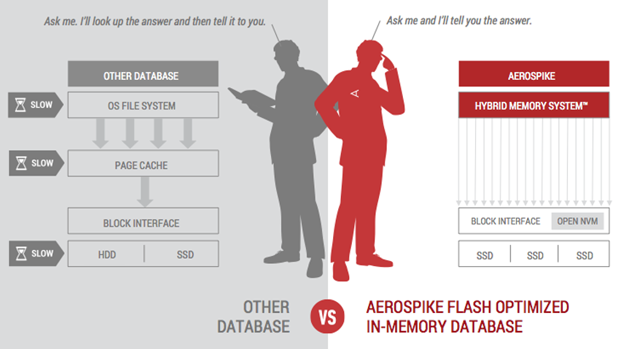 Ask me. I'll look up the answer and then tell it to you.
Ask me and I'll tell you the answer.
OTHER DATABASE
SLOW
OS FILE SYSTEM
SLOW
PAGE CACHE
BLOCK INTERFACE
SLOW
HDD
SSD
A
AEROSPIKE
HYBRID MEMORY SYSTEM™
BLOCK INTERFACE
OPEN NVM
SSD
SSD
SSD
OTHER
DATABASE
VS
AEROSPIKE FLASH OPTIMIZED
IN-MEMORY DATABASE